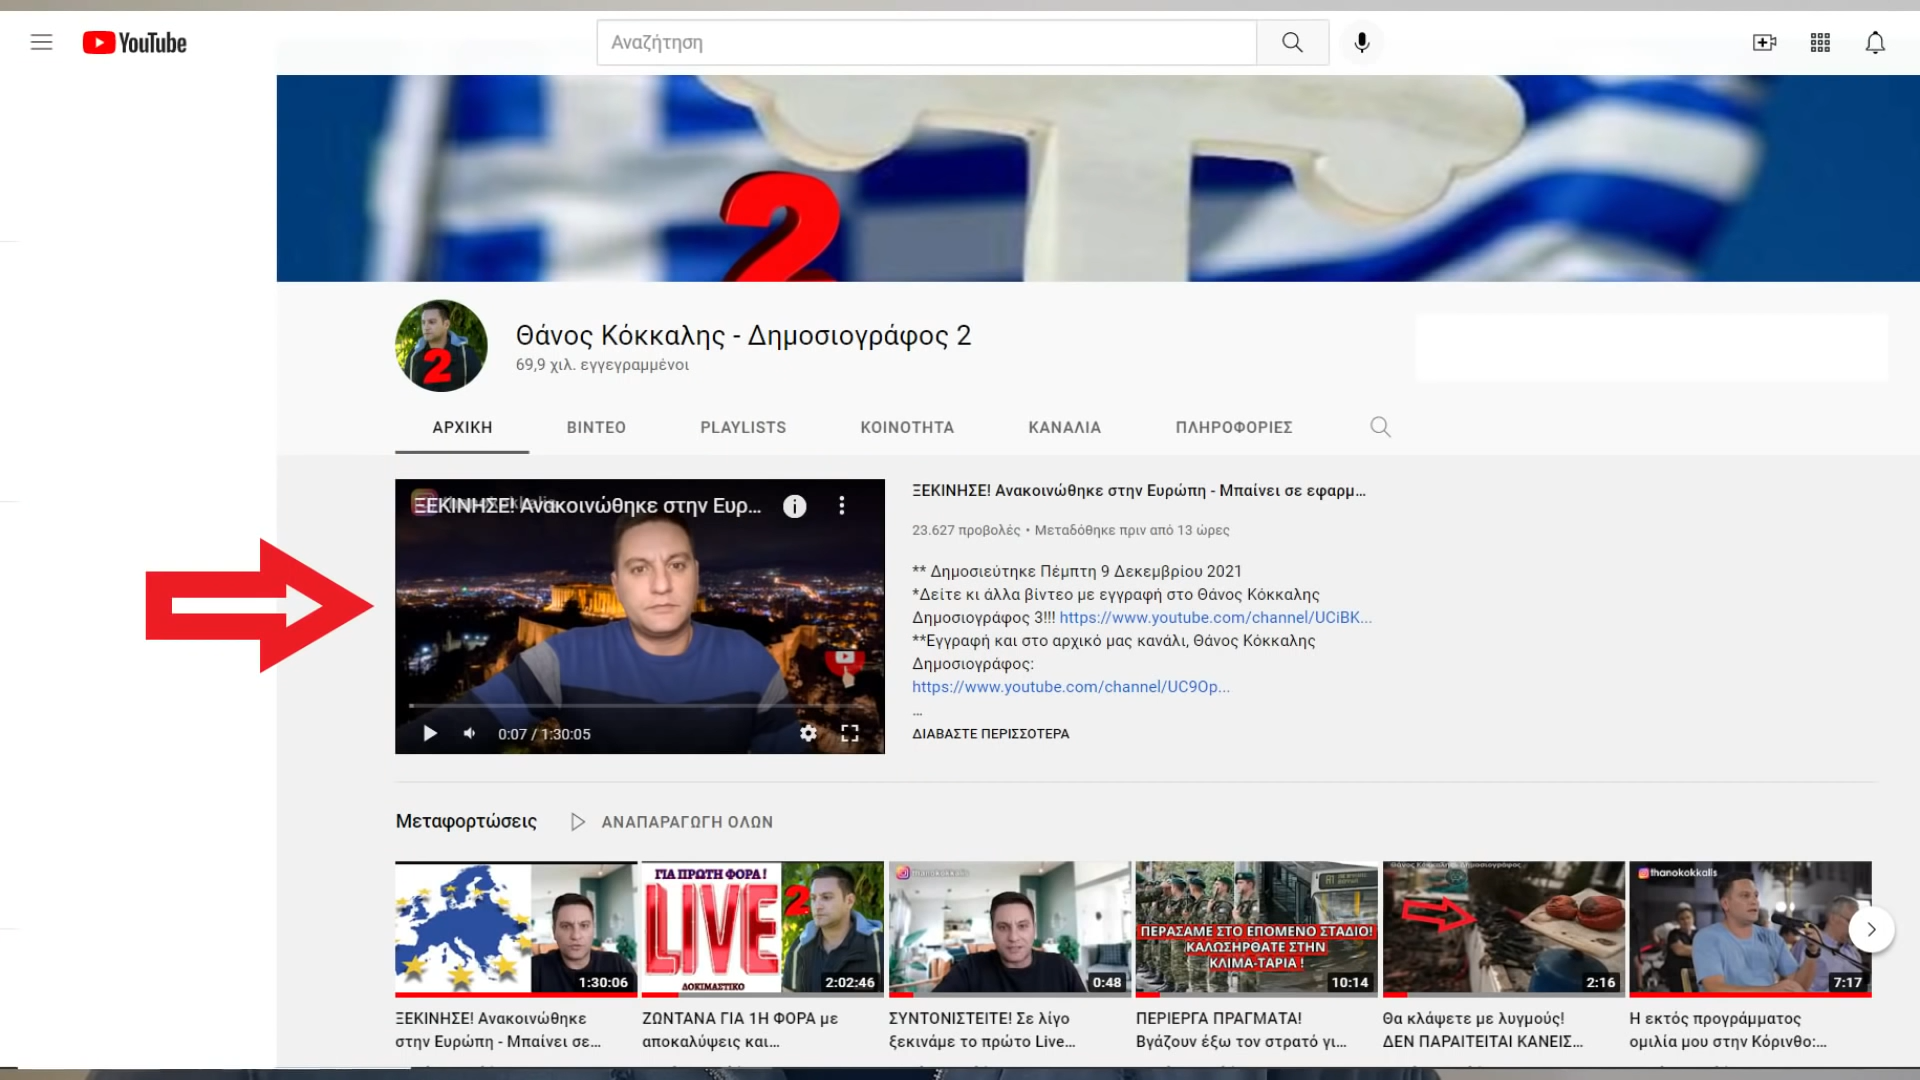 YouTube
Αναζήτηση
2
2
Θάνος Κόκκαλης - Δημοσιογράφος 2
69,9 χιλ. εγγεγραμμένοι
ΑΡΧΙΚΗ ΒΙΝΤΕΟ PLAYLISTS ΚΟΙΝΟΤΗΤΑ ΚΑΝΑΛΙΑ ΠΛΗΡΟΦΟΡΙΕΣ
ΞΕΚΙΝΗΣΕ! Ανακοινώθηκε στην Ευρ...
0:07 / 1:30:05
ΞΕΚΙΝΗΣΕ! Ανακοινώθηκε στην Ευρώπη - Μπαίνει σε εφαρμ...
23.627 προβολές • Μεταδόθηκε πριν από 13 ώρες
** Δημοσιεύτηκε Πέμπτη 9 Δεκεμβρίου 2021
*Δείτε κι άλλα βίντεο με εγγραφή στο Θάνος Κόκκαλης
Δημοσιογράφος 3!!! https://www.youtube.com/channel/UCiBK...
**Εγγραφή και στο αρχικό μας κανάλι, Θάνος Κόκκαλης
Δημοσιογράφος:
https://www.youtube.com/channel/UC9Op...
...
ΔΙΑΒΑΣΤΕ ΠΕΡΙΣΣΟΤΕΡΑ
Μεταφορτώσεις ΑΝΑΠΑΡΑΓΩΓΗ ΟΛΩΝ
1:30:06
ΞΕΚΙΝΗΣΕ! Ανακοινώθηκε
στην Ευρώπη - Μπαίνει σε...
ΓΙΑ ΠΡΩΤΗ ΦΟΡΑ!
LIVE
2
ΔΟΚΙΜΑΣΤΙΚΟ
2:02:46
ΖΩΝΤΑΝΑ ΓΙΑ 1Η ΦΟΡΑ με
αποκαλύψεις και...
thanokokkalis
0:48
ΣΥΝΤΟΝΙΣΤΕΙΤΕ! Σε λίγο
ξεκινάμε το πρώτο Live...
ΠΕΡΑΣΑΜΕ ΣΤΟ ΕΠΟΜΕΝΟ ΣΤΑΔΙΟ!
ΚΑΛΩΣΗΡΘΑΤΕ ΣΤΗΝ
ΚΛΙΜΑ-ΤΑΡΙΑ !
10:14
ΠΕΡΙΕΡΓΑ ΠΡΑΓΜΑΤΑ!
Βγάζουν έξω τον στρατό γι...
Θάνος Κόκκαλης - Δημοσιογράφος
2:16
Θα κλάψετε με λυγμούς!
ΔΕΝ ΠΑΡΑΙΤΕΙΤΑΙ ΚΑΝΕΙΣ...
thanokokkalis
7:17
Η εκτός προγράμματος
ομιλία μου στην Κόρινθο:...